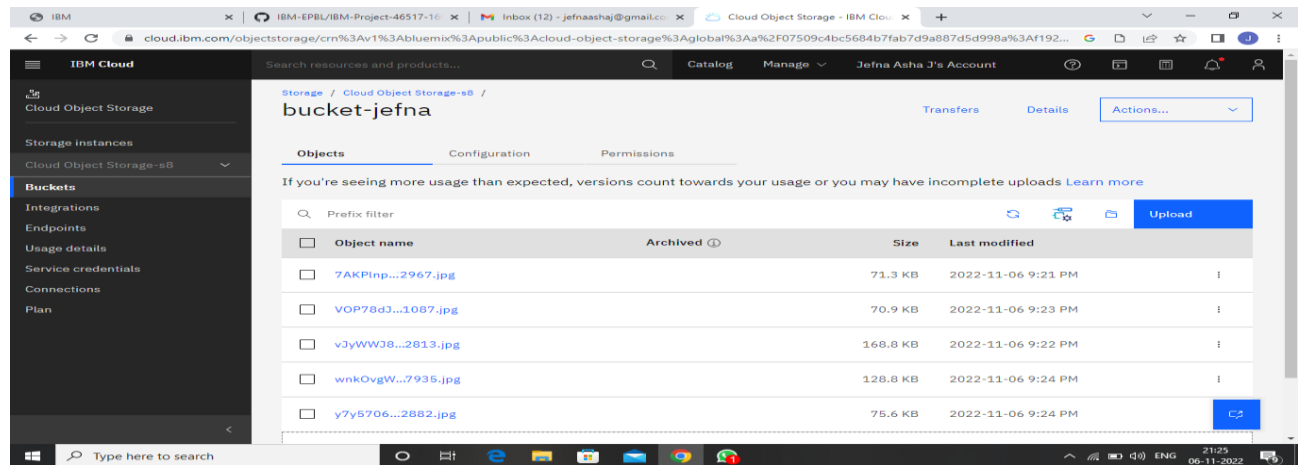 IBM
IBM-EPBL/IBM-Project-46517-16
Inbox (12) - jefnaashaj@gmail.co
Cloud Object Storage - IBM Clou
cloud.ibm.com/objectstorage/crn%3Av1%3Abluemix%3Apublic%3Acloud-object-storage%3Aglobal%3Aa%2F07509c4bc5684b7fab7d9a887d5d998a%3Af192...
G
J
IBM Cloud
Search resources and products...
Catalog
Manage
Jefna Asha J's Account
Cloud Object Storage
Storage instances
Cloud Object Storage-s8
Buckets
Integrations
Endpoints
Usage details
Service credentials
Connections
Plan
Storage / Cloud Object Storage-s8 /
bucket-jefna
Transfers
Details
Actions...
Objects
Configuration
Permissions
If you're seeing more usage than expected, versions count towards your usage or you may have incomplete uploads Learn more
Prefix filter
Upload
Object name Archived Size Last modified
7AKPlnp...2967.jpg 71.3 KB 2022-11-06 9:21 PM
VOP78dJ...1087.jpg 70.9 KB 2022-11-06 9:23 PM
vJyWWJ8...2813.jpg 168.8 KB 2022-11-06 9:22 PM
wnkOvgW...7935.jpg 128.8 KB 2022-11-06 9:24 PM
y7y5706...2882.jpg 75.6 KB 2022-11-06 9:24 PM
Type here to search
ENG
21:25
06-11-2022